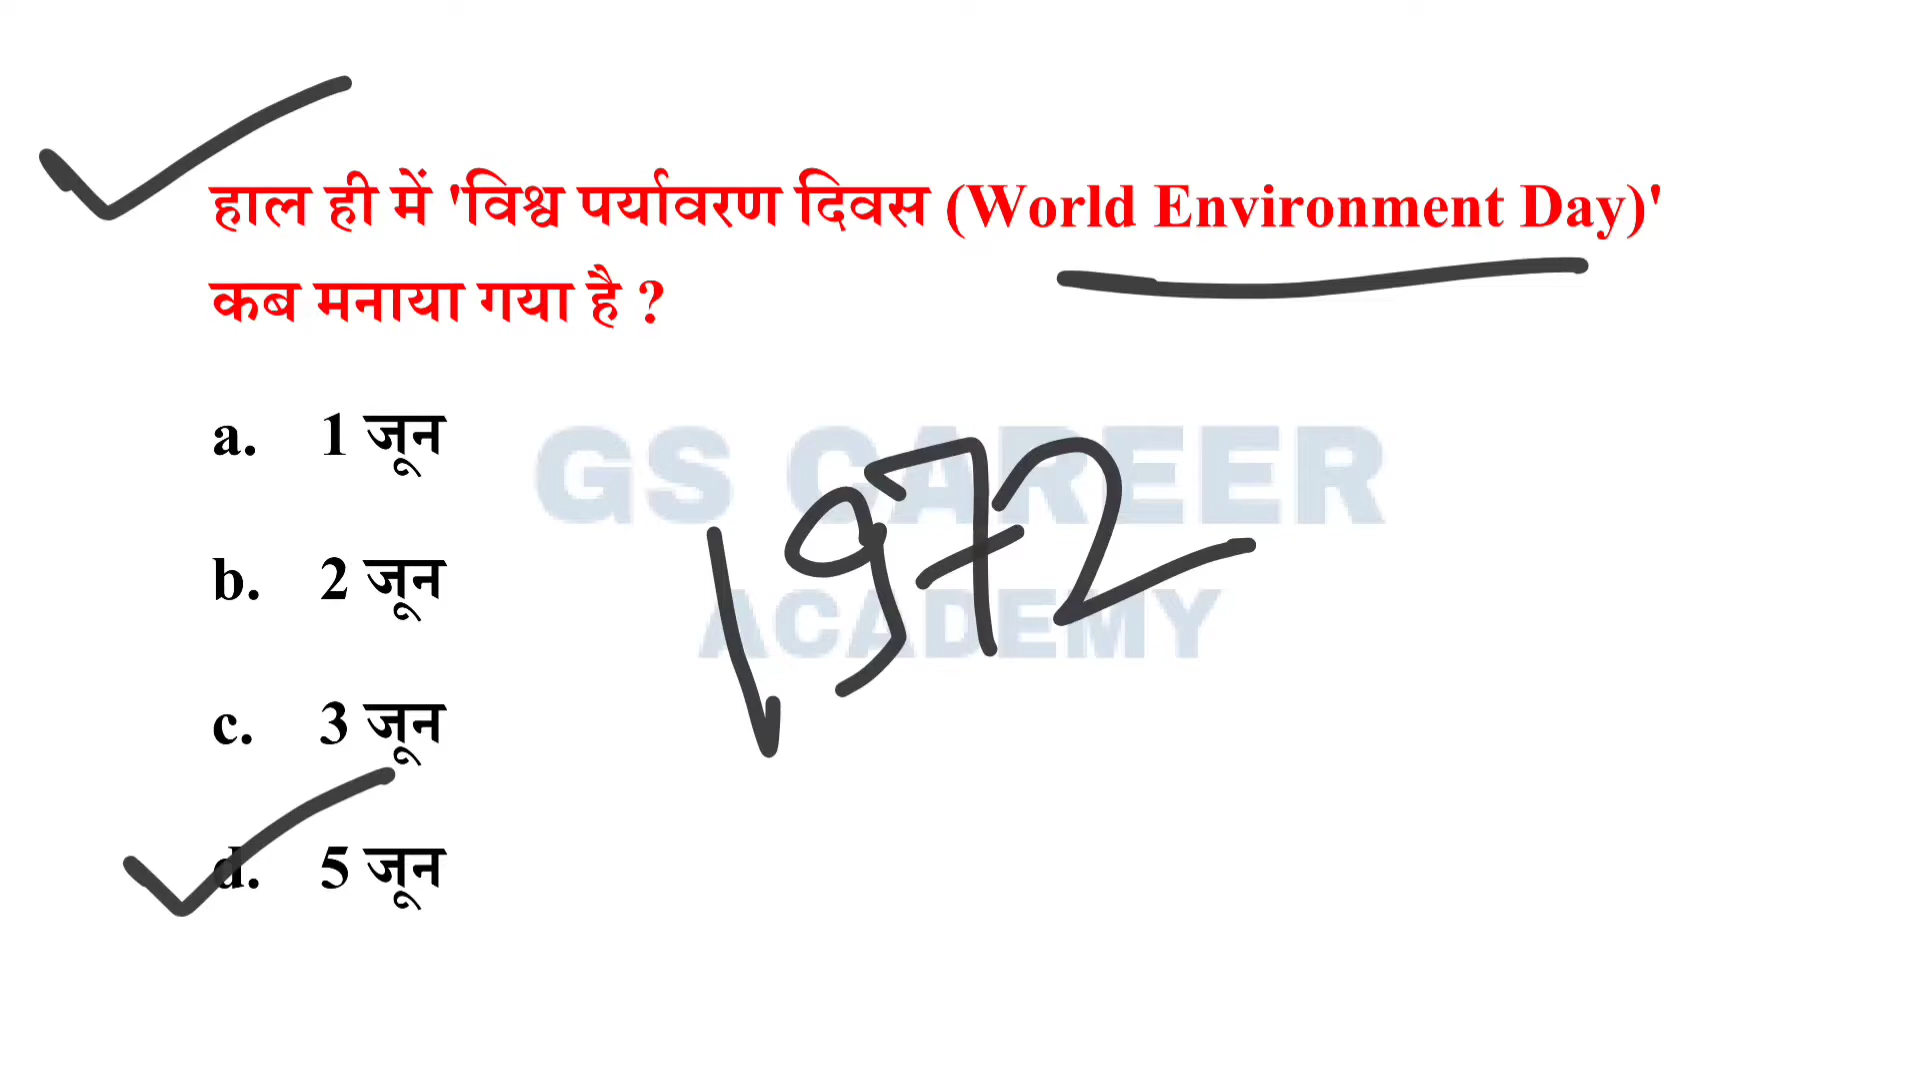 हाल ही में 'विश्व पर्यावरण दिवस (World Environment Day)'
कब मनाया गया है ?
a. 1 जून
GS CAREER
1972
b. 2 जून
ACADEMY
c. 3 जून
d. 5 जून